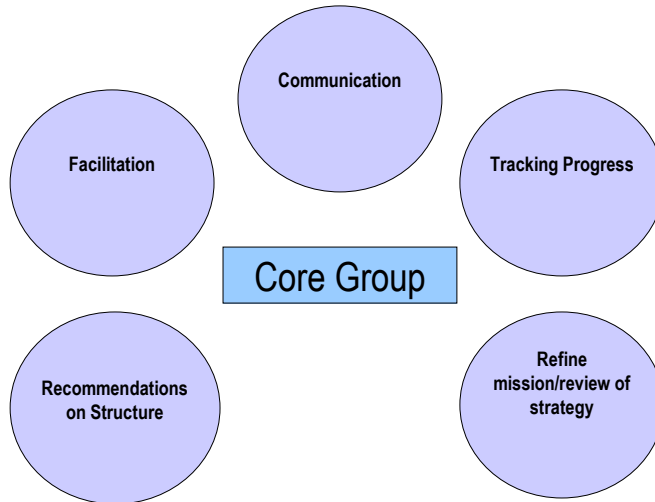 Communication
Facilitation
Tracking Progress
Core Group
Recommendations
on Structure
Refine
mission/review of
strategy